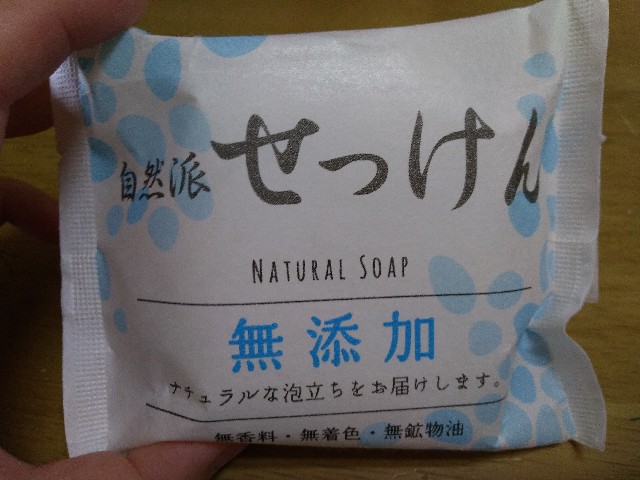 自然派 せっけん
NATURAL SOAP
無添加
ナチュラルな泡立ちをお届けします。
無香料・無着色・無鉱物油